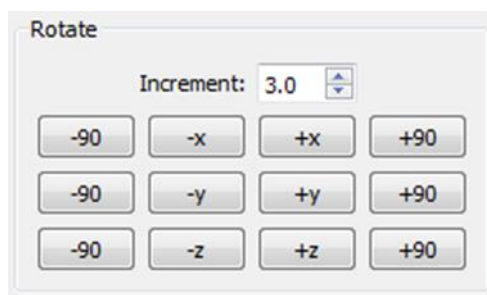 Rotate
Increment: 3.0
-90 -x +x +90
-90 -y +y +90
-90 -z +z +90